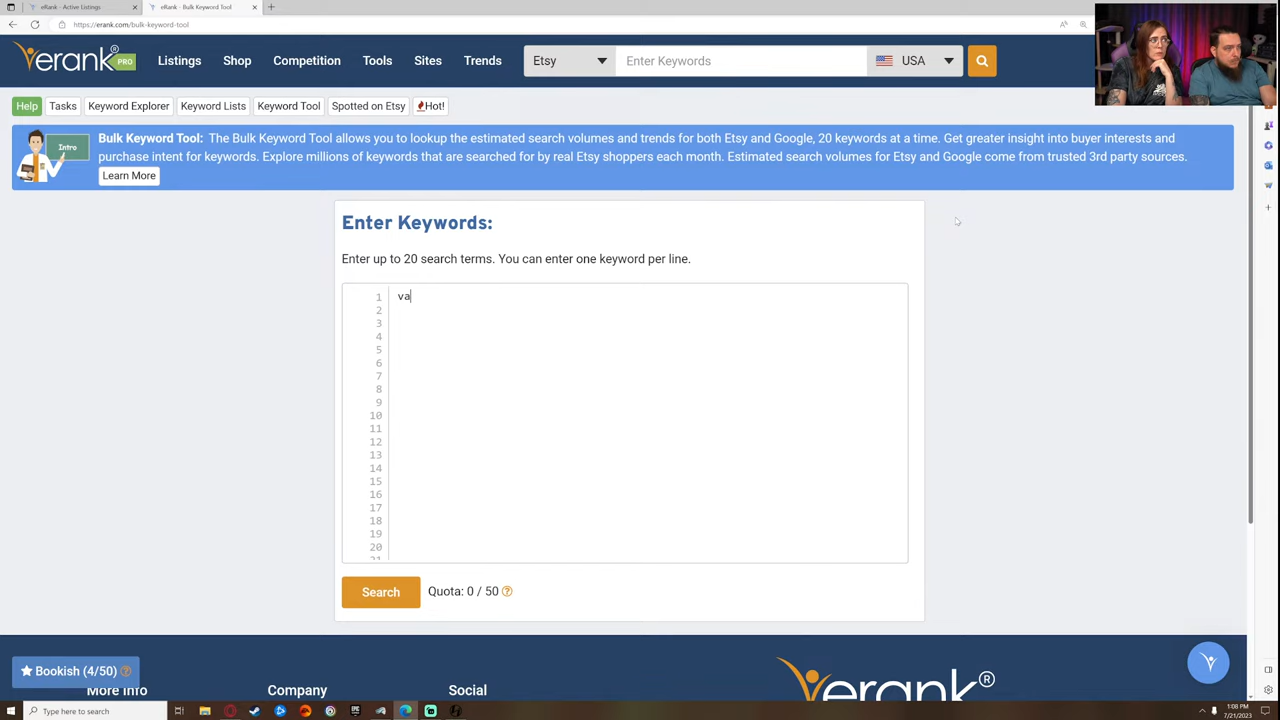 eRank - Active Listings
eRank - Bulk Keyword Tool
https://erank.com/bulk-keyword-tool
erank® PRO
Listings
Shop
Competition
Tools
Sites
Trends
Etsy
Enter Keywords
USA
Help
Tasks
Keyword Explorer
Keyword Lists
Keyword Tool
Spotted on Etsy
Hot!
Intro
Bulk Keyword Tool: The Bulk Keyword Tool allows you to lookup the estimated search volumes and trends for both Etsy and Google, 20 keywords at a time. Get greater insight into buyer interests and
purchase intent for keywords. Explore millions of keywords that are searched for by real Etsy shoppers each month. Estimated search volumes for Etsy and Google come from trusted 3rd party sources.
Learn More
Enter Keywords:
Enter up to 20 search terms. You can enter one keyword per line.
1 va
2
3
4
5
6
7
8
9
10
11
12
13
14
15
16
17
18
19
20
21
Search
Quota: 0 / 50
Bookish (4/50)
More Info
Company
Social
erank®
Type here to search
EPIC
1:08 PM
7/21/2023